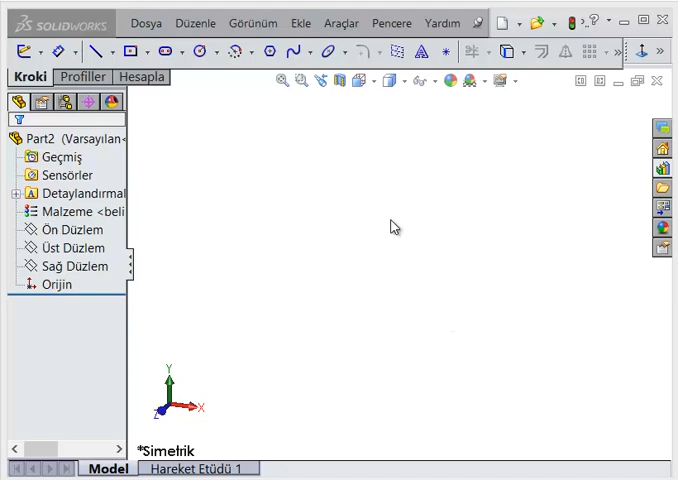 SOLIDWORKS Dosya Düzenle Görünüm Ekle Araçlar Pencere Yardım
Kroki Profiller Hesapla
Part2 (Varsayılan<
Geçmiş
Sensörler
Detaylandırmal
Malzeme <beli
Ön Düzlem
Üst Düzlem
Sağ Düzlem
Orijin
Y
X
Z
*Simetrik
Model Hareket Etüdü 1